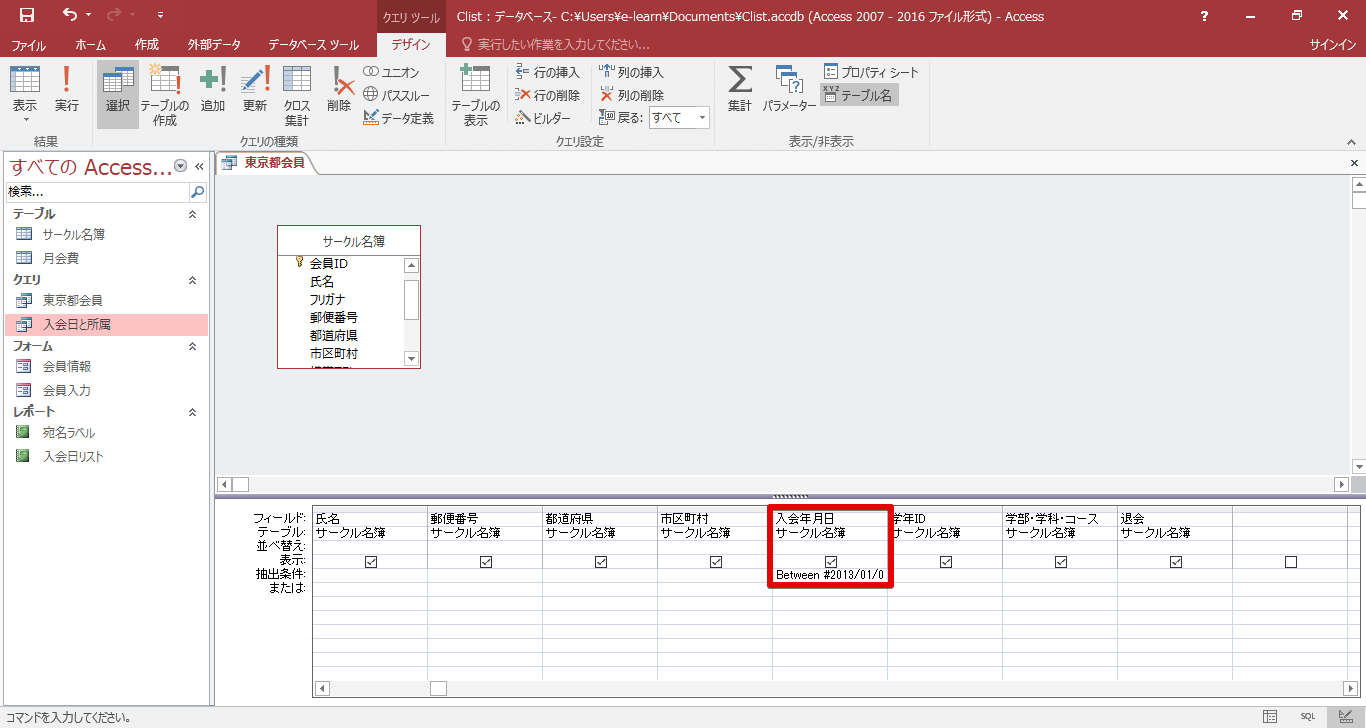 クエリ ツール
Clist : データベース- C:¥Users¥e-learn¥Documents¥Clist.accdb (Access 2007 - 2016 ファイル形式) - Access
?
ファイル ホーム 作成 外部データ データベース ツール デザイン 実行したい作業を入力してください... サインイン
表示
実行
選択
テーブルの
作成
追加
更新
クロス
集計
削除
ユニオン
パススルー
データ定義
テーブルの
表示
行の挿入
行の削除
ビルダー
列の挿入
列の削除
戻る: すべて
集計
パラメーター
プロパティ シート
XYZ テーブル名
結果 クエリの種類 クエリ設定 表示/非表示
すべての Access... «
検索...
テーブル
サークル名簿
月会費
クエリ
東京都会員
入会日と所属
フォーム
会員情報
会員入力
レポート
宛名ラベル
入会日リスト
東京都会員
サークル名簿
会員ID
氏名
フリガナ
郵便番号
都道府県
市区町村
フィールド: 氏名 郵便番号 都道府県 市区町村 入会年月日 学年ID 学部・学科・コース 退会
テーブル: サークル名簿 サークル名簿 サークル名簿 サークル名簿 サークル名簿 サークル名簿 サークル名簿 サークル名簿
並べ替え:
表示:
抽出条件: Between #2013/01/0
または:
コマンドを入力してください。
SQL